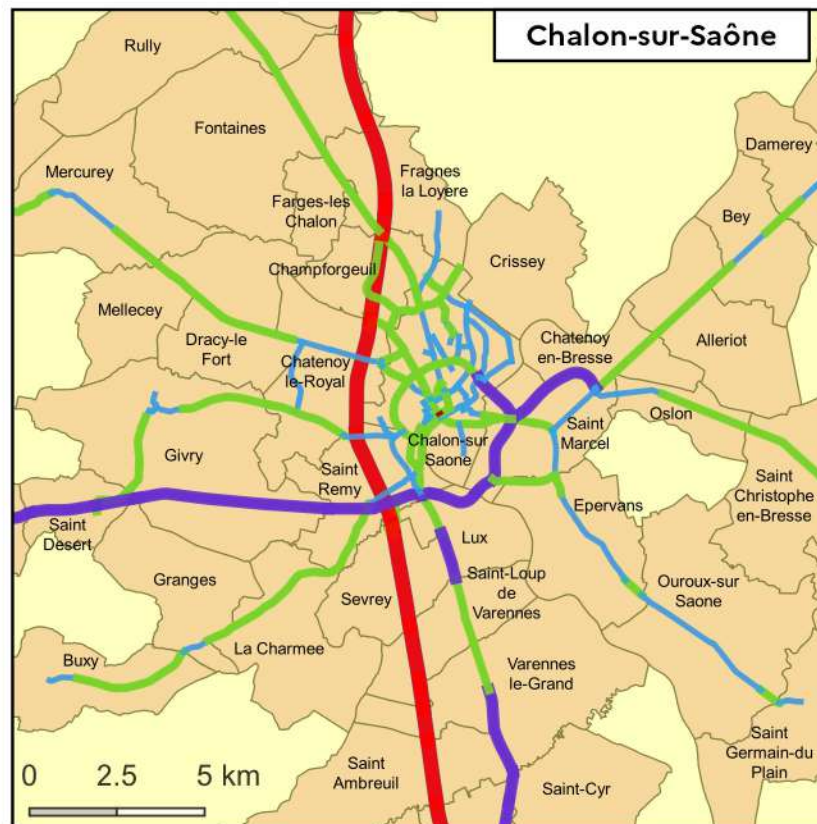 Chalon-sur-Saône
Rully
Fontaines
Damerey
Mercurey
Fragnes
la Loyere
Farges-les
Chalon
Bey
Crissey
Champforgeuil
Mellecey
Dracy-le
Fort
Chatenoy
en-Bresse
Alleriot
Chatenoy
le-Royal
Oslon
Saint
Marcel
Chalon-sur
Saone
Givry
Saint
Remy
Saint
Christophe
en-Bresse
Epervans
Saint
Desert
Lux
Granges
Saint-Loup
de
Varennes
Ouroux-sur
Saone
Sevrey
La Charmee
Buxy
Varennes
le-Grand
Saint
Germain-du
Plain
Saint
Ambreuil
Saint-Cyr
0 2.5 5 km